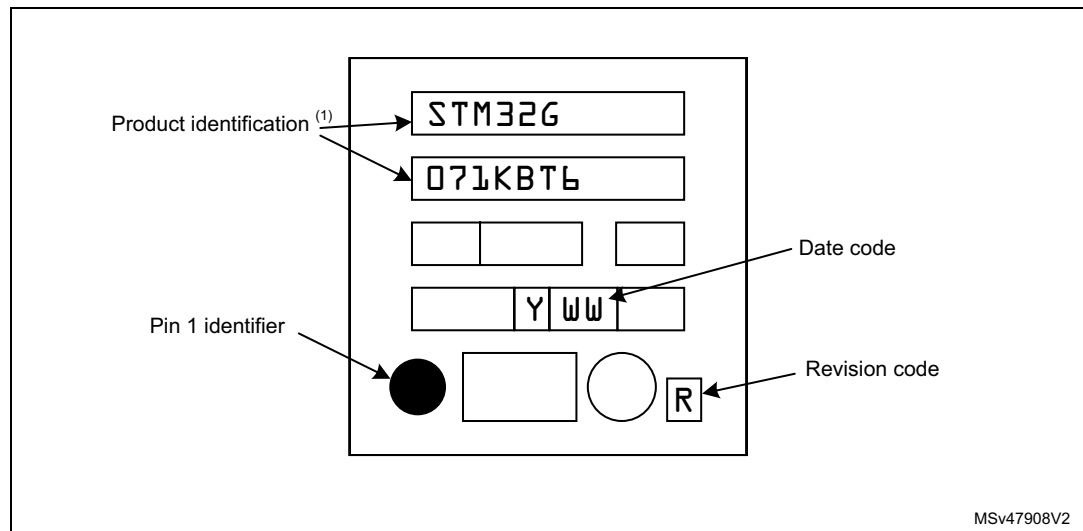 Product identification (1)
STM32G
071KBT6
Date code
Y WW
Pin 1 identifier
Revision code
R
MSv47908V2